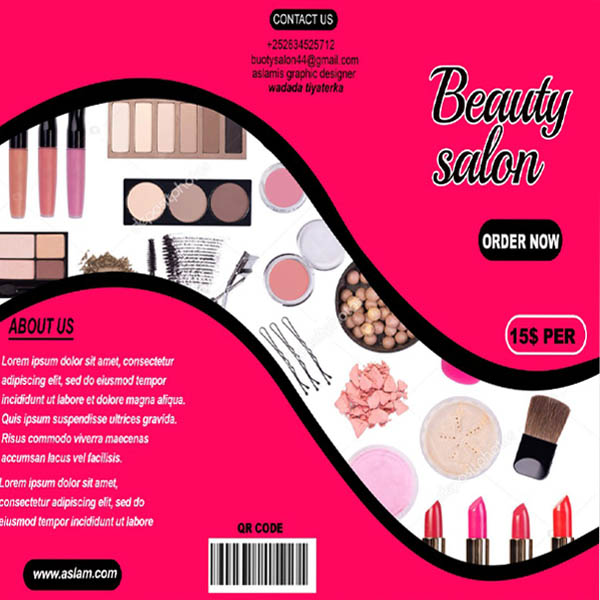 CONTACT US
+252634525712
buotysalon44@gmail.com
aslamis graphic designer
wadada tiyaterka
Beauty
salon
ORDER NOW
15$ PER
ABOUT US
Lorem ipsum dolor sit amet, consectetur
adipiscing elit, sed do eiusmod tempor
incididunt ut labore et dolore magna aliqua.
Quis ipsum suspendisse ultrices gravida.
Risus commodo viverra maecenas
accumsan lacus vel facilisis.
Lorem ipsum dolor sit amet,
consectetur adipiscing elit, sed do
eiusmod tempor incididunt ut labore
QR CODE
www.aslam.com